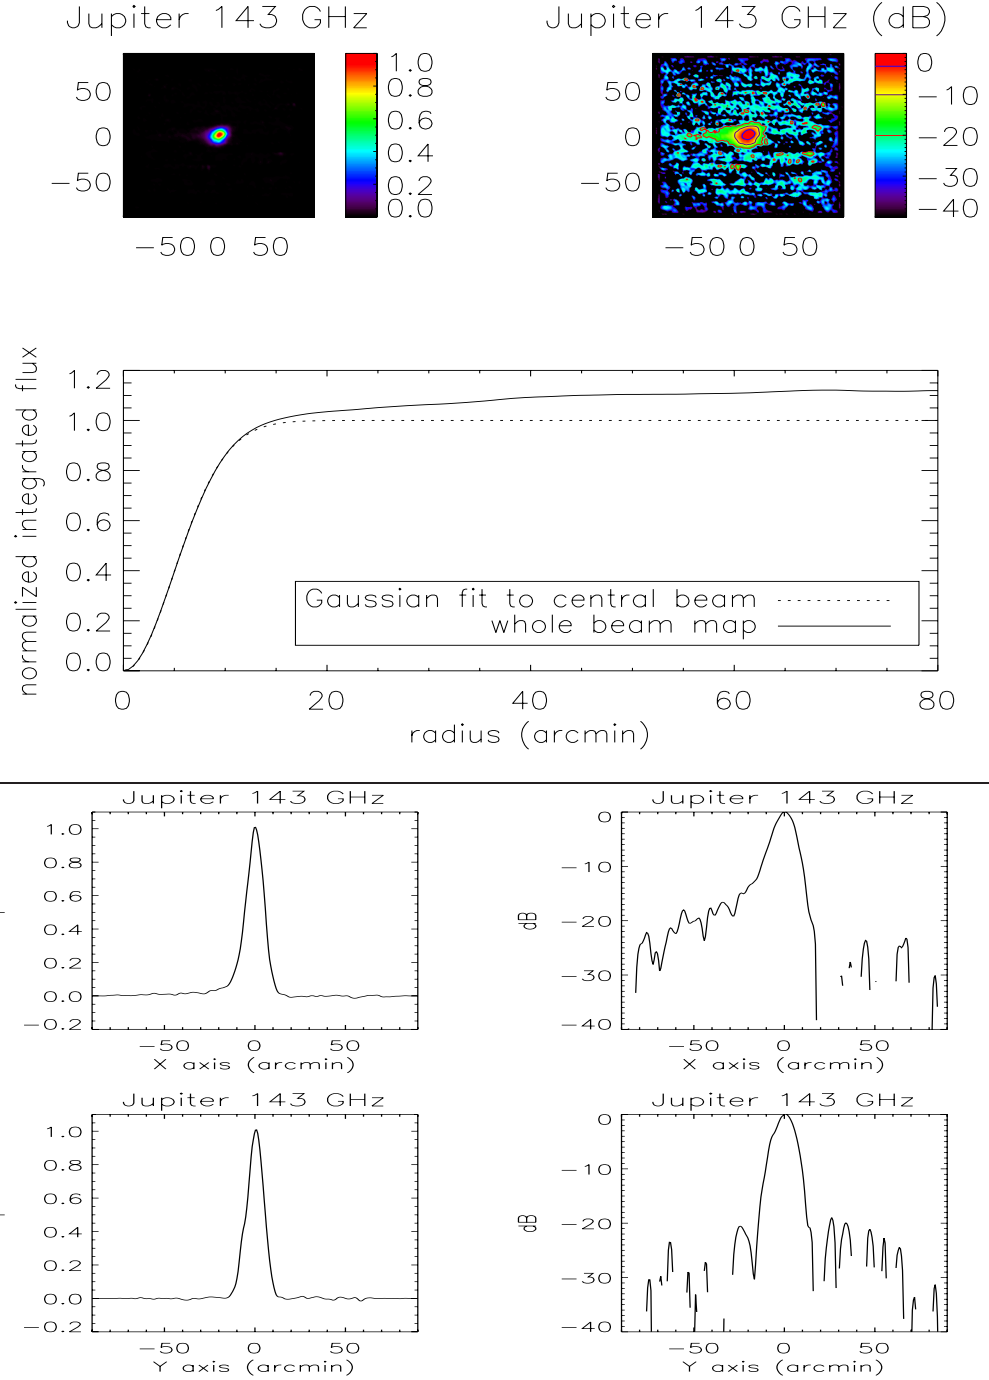 Jupiter 143 GHz
Jupiter 143 GHz (dB)
50
0
−50
−50 0 50
1.0
0.8
0.6
0.4
0.2
0.0
50
0
−50
−50 0 50
0
−10
−20
−30
−40
normalized integrated flux
1.2
1.0
0.8
0.6
0.4
0.2
0.0
Gaussian fit to central beam
whole beam map
0 20 40 60 80
radius (arcmin)
Jupiter 143 GHz
1.0
0.8
0.6
0.4
0.2
0.0
−0.2
−50 0 50
X axis (arcmin)
Jupiter 143 GHz
dB
0
−10
−20
−30
−40
−50 0 50
X axis (arcmin)
Jupiter 143 GHz
1.0
0.8
0.6
0.4
0.2
0.0
−0.2
−50 0 50
Y axis (arcmin)
Jupiter 143 GHz
dB
0
−10
−20
−30
−40
−50 0 50
Y axis (arcmin)